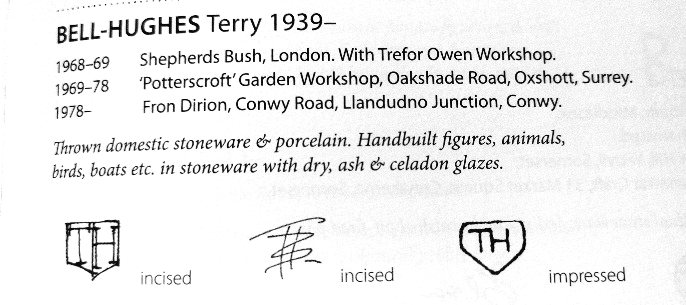 BELL-HUGHES Terry 1939–
1968–69 Shepherds Bush, London. With Trefor Owen Workshop.
1969–78 'Potterscroft' Garden Workshop, Oakshade Road, Oxshott, Surrey.
1978– Fron Dirion, Conwy Road, Llandudno Junction, Conwy.
Thrown domestic stoneware & porcelain. Handbuilt figures, animals,
birds, boats etc. in stoneware with dry, ash & celadon glazes.
TH TH
incised incised impressed